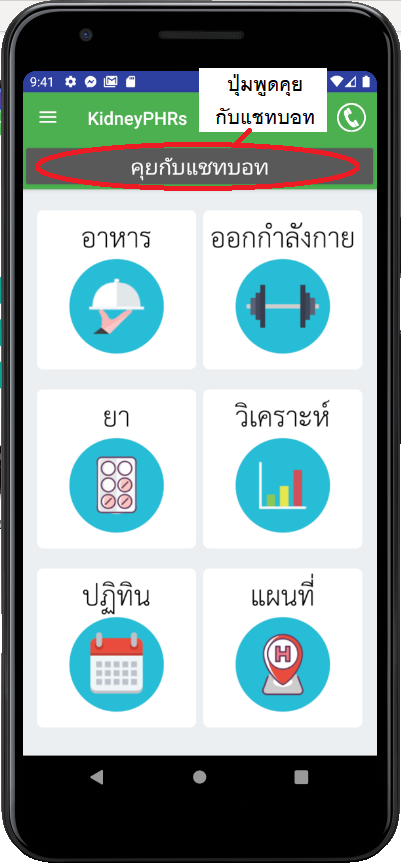 9:41
ปุ่มพูดคุย
กับแชทบอท
KidneyPHRs
คุยกับแชทบอท
อาหาร
ออกกำลังกาย
ยา
วิเคราะห์
ปฏิทิน
แผนที่
H